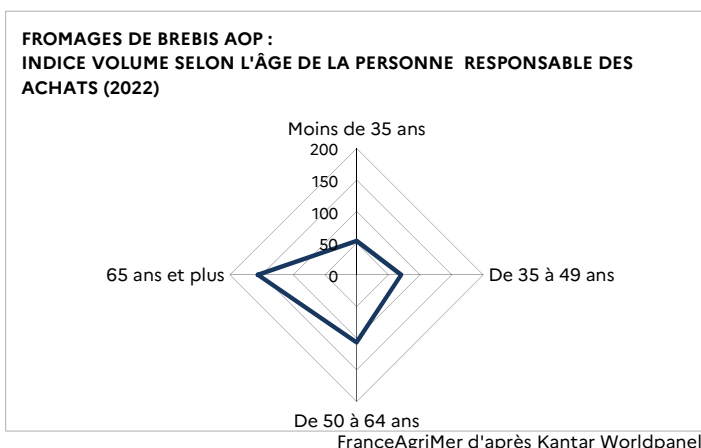 FROMAGES DE BREBIS AOP :
INDICE VOLUME SELON L'ÂGE DE LA PERSONNE RESPONSABLE DES
ACHATS (2022)
Moins de 35 ans
200
150
100
50
0
65 ans et plus
De 35 à 49 ans
De 50 à 64 ans
FranceAgriMer d'après Kantar Worldpanel